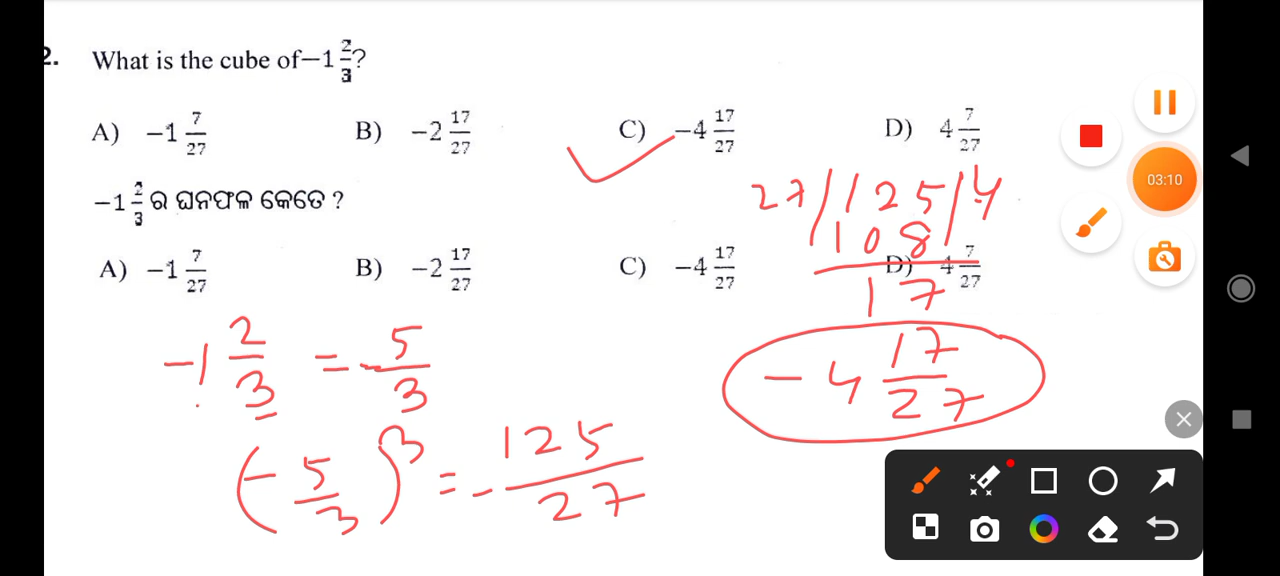 2. What is the cube of −1 2/3?
A) −1 7/27 B) −2 17/27 C) −4 17/27 D) 4 7/27
−1 2/3 ର ଘନଫଳ କେତେ ?
A) −1 7/27 B) −2 17/27 C) −4 17/27 D) 4 7/27
27/125/4
108
17
−1 2/3 = −5/3
(−5/3)³ = −125/27
−4 17/27
03:10